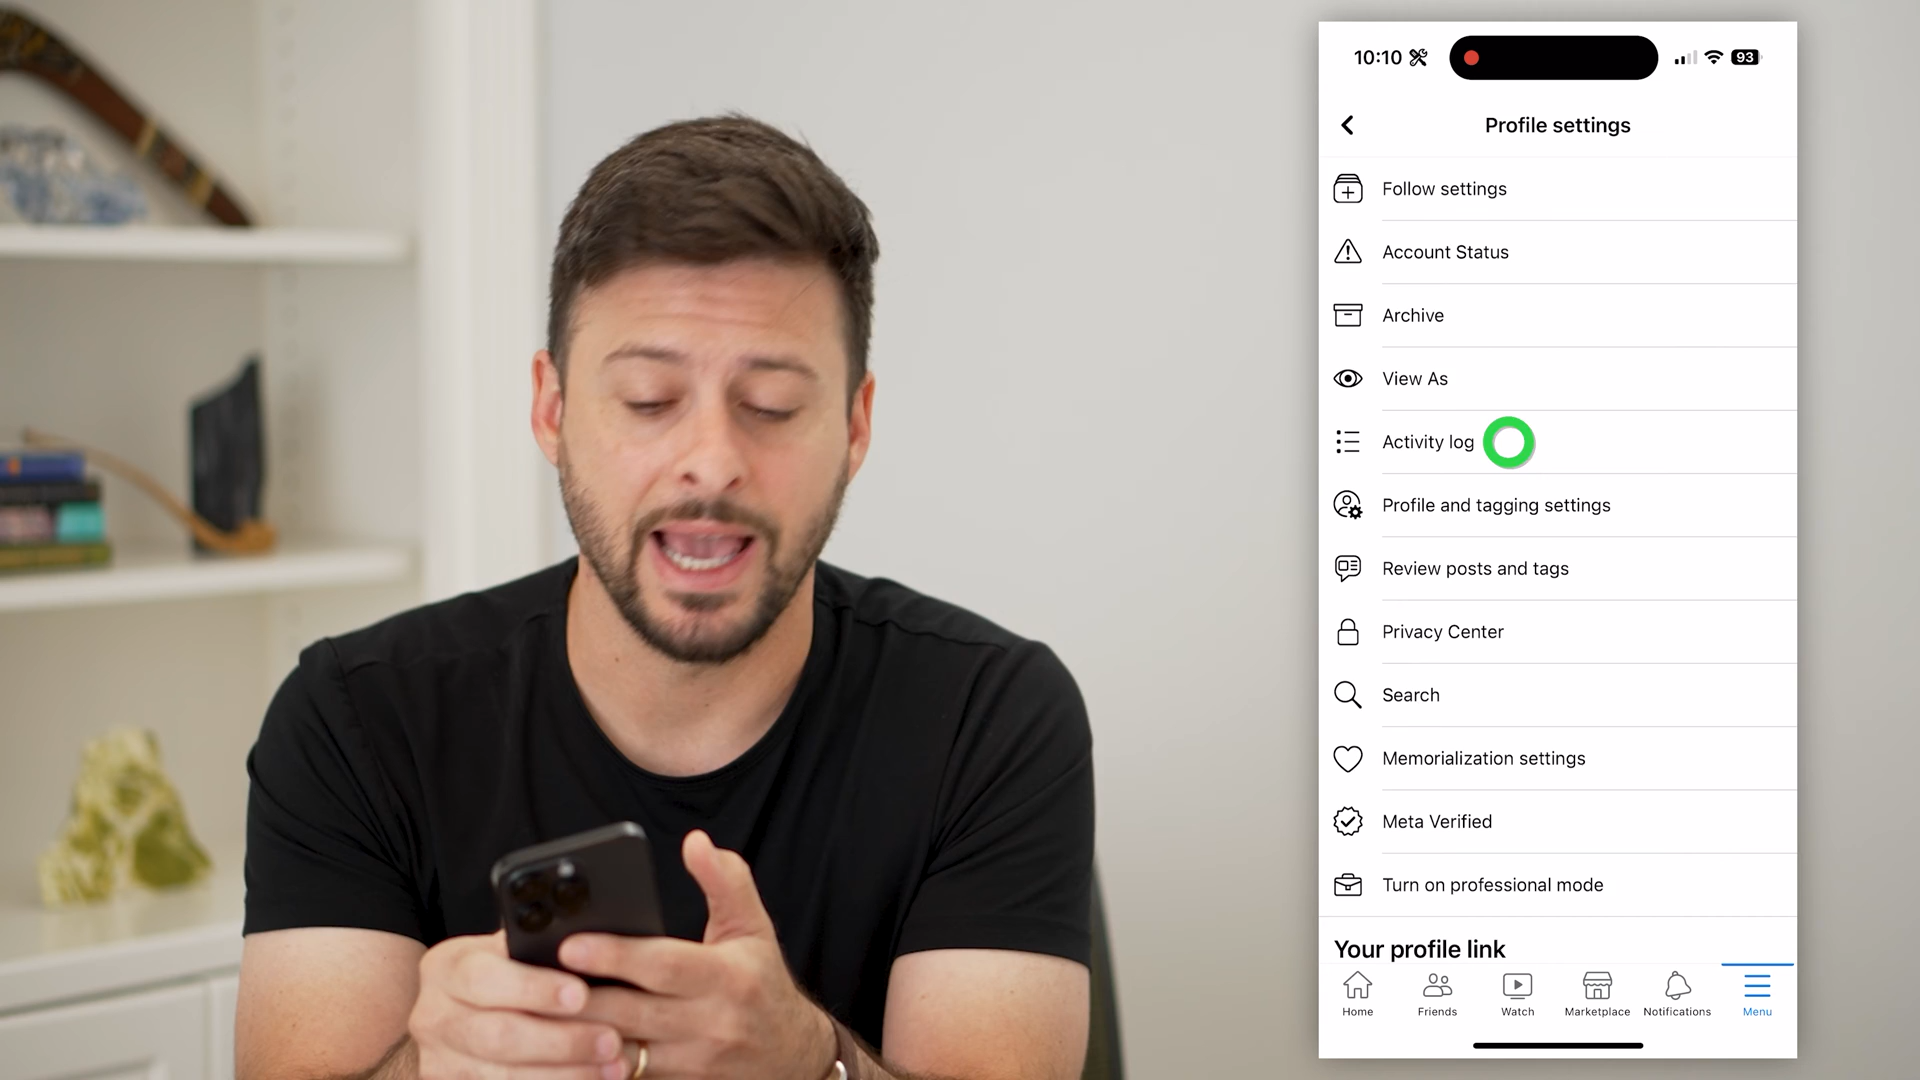 10:10
93
Profile settings
Follow settings
Account Status
Archive
View As
Activity log
Profile and tagging settings
Review posts and tags
Privacy Center
Search
Memorialization settings
Meta Verified
Turn on professional mode
Your profile link
Home Friends Watch Marketplace Notifications Menu